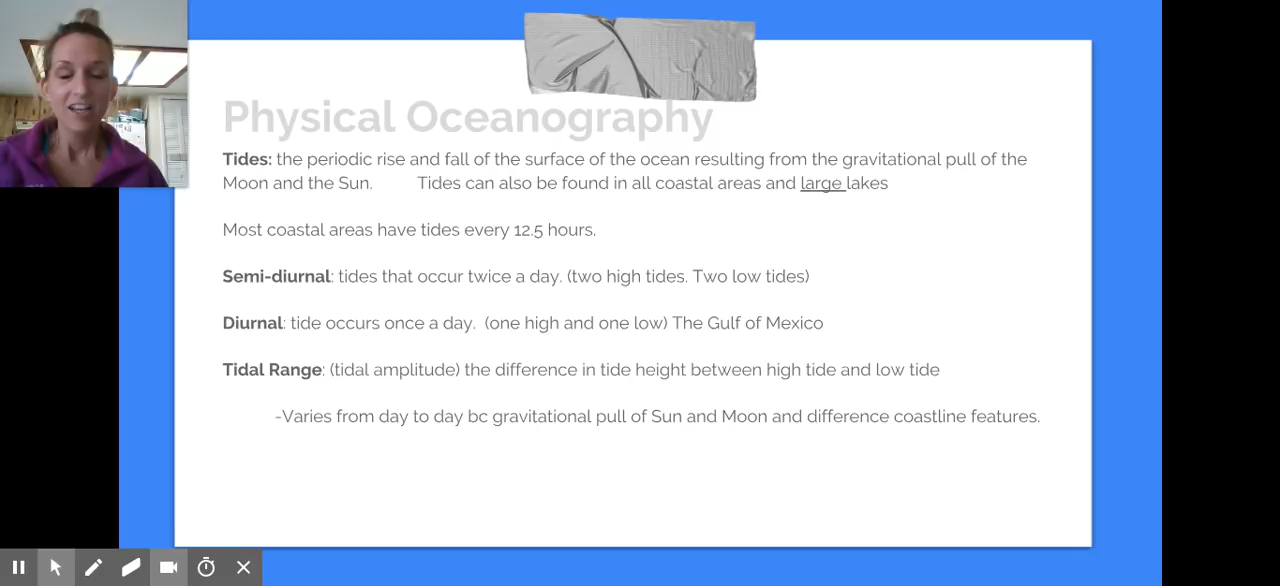 Physical Oceanography
Tides: the periodic rise and fall of the surface of the ocean resulting from the gravitational pull of the
Moon and the Sun. Tides can also be found in all coastal areas and large lakes
Most coastal areas have tides every 12.5 hours.
Semi-diurnal: tides that occur twice a day. (two high tides. Two low tides)
Diurnal: tide occurs once a day. (one high and one low) The Gulf of Mexico
Tidal Range: (tidal amplitude) the difference in tide height between high tide and low tide
-Varies from day to day bc gravitational pull of Sun and Moon and difference coastline features.